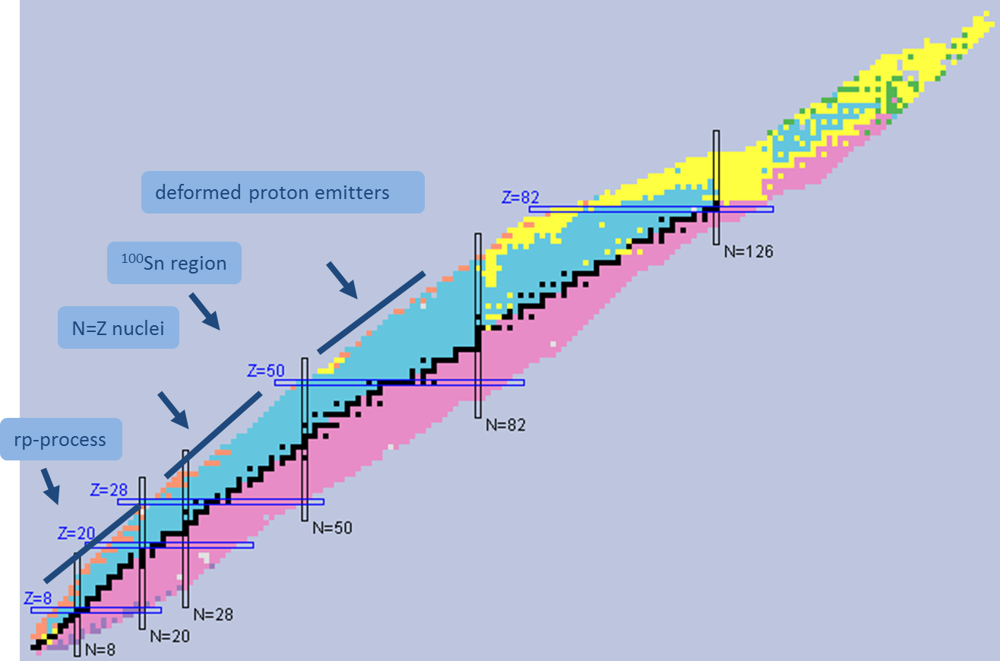 deformed proton emitters
Z=82
¹⁰⁰Sn region
N=126
N=Z nuclei
Z=50
N=82
rp-process
Z=28
N=50
Z=20
Z=8
N=28
N=20
N=8